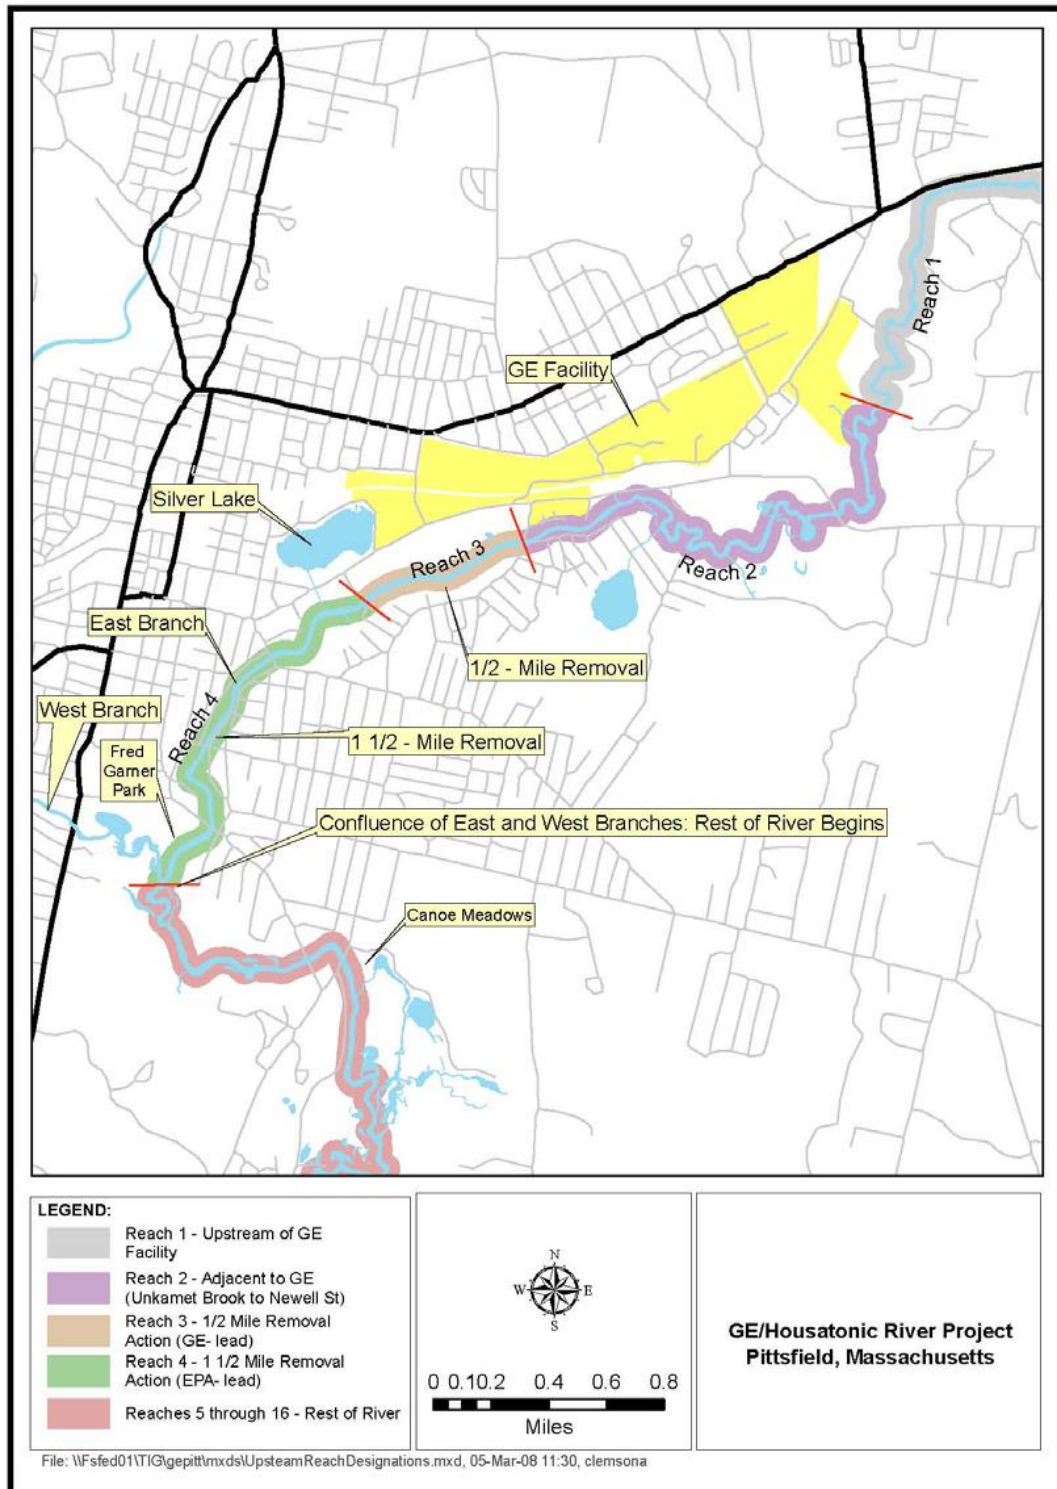 Reach 1
GE Facility
Silver Lake
Reach 3
Reach 2
East Branch
1/2 - Mile Removal
West Branch
Reach 4
1 1/2 - Mile Removal
Fred
Garner
Park
Confluence of East and West Branches: Rest of River Begins
Canoe Meadows
LEGEND:
Reach 1 - Upstream of GE
Facility
Reach 2 - Adjacent to GE
(Unkamet Brook to Newell St)
Reach 3 - 1/2 Mile Removal
Action (GE- lead)
Reach 4 - 1 1/2 Mile Removal
Action (EPA- lead)
Reaches 5 through 16 - Rest of River
N
W E
S
0 0.10.2 0.4 0.6 0.8
Miles
GE/Housatonic River Project
Pittsfield, Massachusetts
File: \\Fsfed01\TIG\gepitt\mxds\UpsteamReachDesignations.mxd, 05-Mar-08 11:30, clemsona